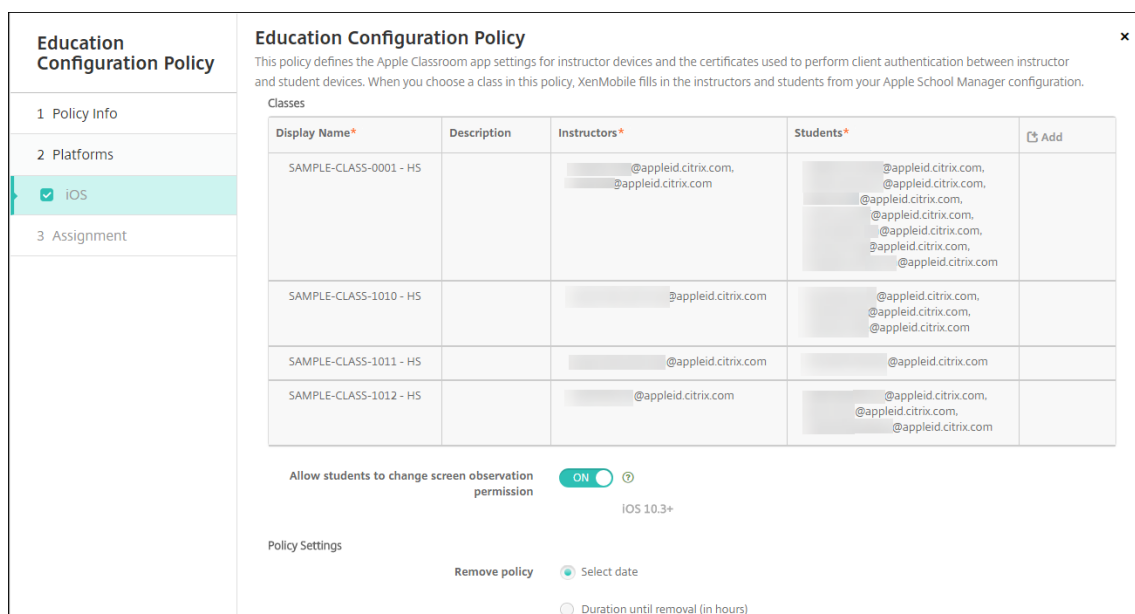 Education
Configuration Policy
1 Policy Info
2 Platforms
iOS
3 Assignment
Education Configuration Policy
×
This policy defines the Apple Classroom app settings for instructor devices and the certificates used to perform client authentication between instructor
and student devices. When you choose a class in this policy, XenMobile fills in the instructors and students from your Apple School Manager configuration.
Classes
Display Name* Description Instructors* Students* Add
SAMPLE-CLASS-0001 - HS
@appleid.citrix.com,
@appleid.citrix.com
@appleid.citrix.com,
@appleid.citrix.com,
@appleid.citrix.com,
@appleid.citrix.com,
@appleid.citrix.com,
@appleid.citrix.com,
@appleid.citrix.com
SAMPLE-CLASS-1010 - HS
@appleid.citrix.com
@appleid.citrix.com,
@appleid.citrix.com,
@appleid.citrix.com
SAMPLE-CLASS-1011 - HS
@appleid.citrix.com
@appleid.citrix.com
SAMPLE-CLASS-1012 - HS
@appleid.citrix.com
@appleid.citrix.com,
@appleid.citrix.com,
@appleid.citrix.com
Allow students to change screen observation
permission
ON
?
iOS 10.3+
Policy Settings
Remove policy
Select date
Duration until removal (in hours)